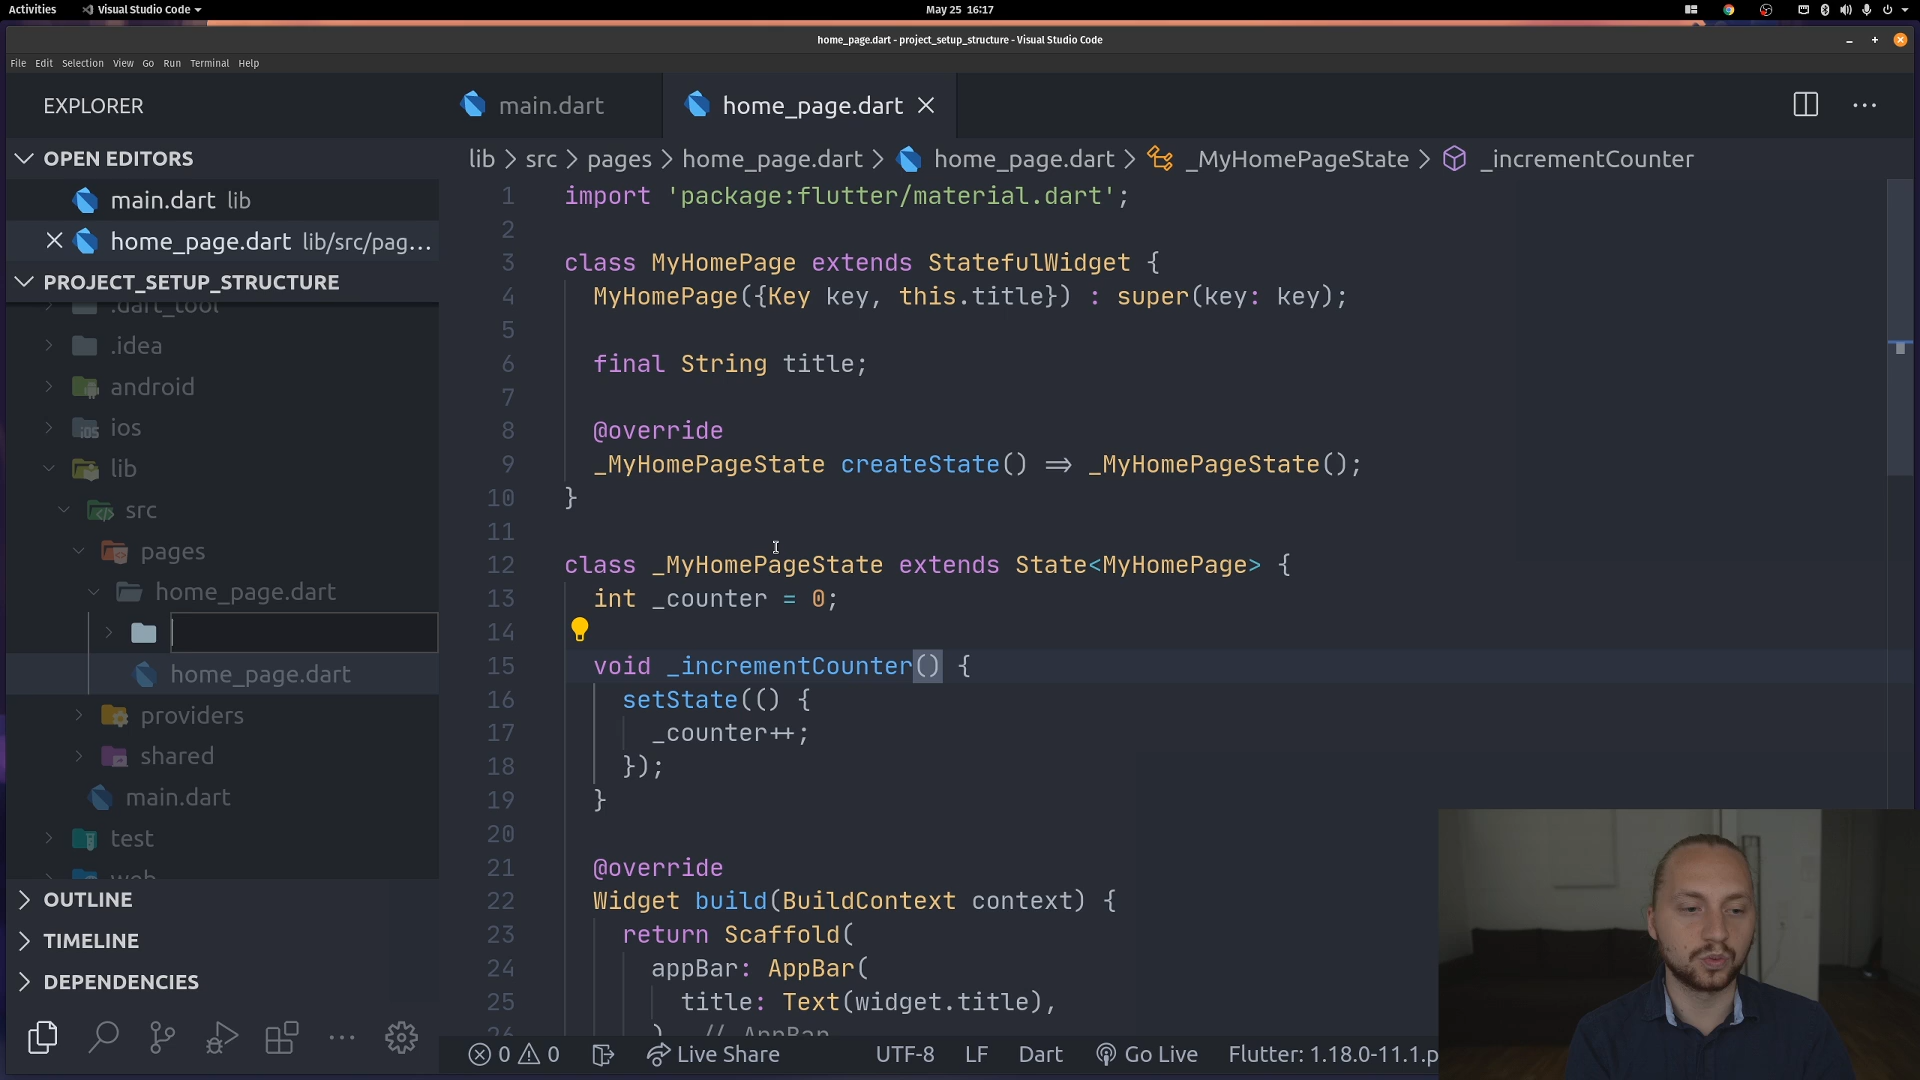 Activities
Visual Studio Code
May 25 16:17
home_page.dart - project_setup_structure - Visual Studio Code
File Edit Selection View Go Run Terminal Help
EXPLORER
OPEN EDITORS
main.dart lib
home_page.dart lib/src/pag...
PROJECT_SETUP_STRUCTURE
.dart_tool
.idea
android
ios
lib
src
pages
home_page.dart
home_page.dart
providers
shared
main.dart
test
web
OUTLINE
TIMELINE
DEPENDENCIES
main.dart
home_page.dart
lib > src > pages > home_page.dart > home_page.dart > _MyHomePageState > _incrementCounter
1 import 'package:flutter/material.dart';
2
3 class MyHomePage extends StatefulWidget {
4 MyHomePage({Key key, this.title}) : super(key: key);
5
6 final String title;
7
8 @override
9 _MyHomePageState createState() => _MyHomePageState();
10 }
11
12 class _MyHomePageState extends State<MyHomePage> {
13 int _counter = 0;
14
15 void _incrementCounter() {
16 setState(() {
17 _counter++;
18 });
19 }
20
21 @override
22 Widget build(BuildContext context) {
23 return Scaffold(
24 appBar: AppBar(
25 title: Text(widget.title),
26 ), // AppBar
0 0 Live Share UTF-8 LF Dart Go Live Flutter: 1.18.0-11.1.p